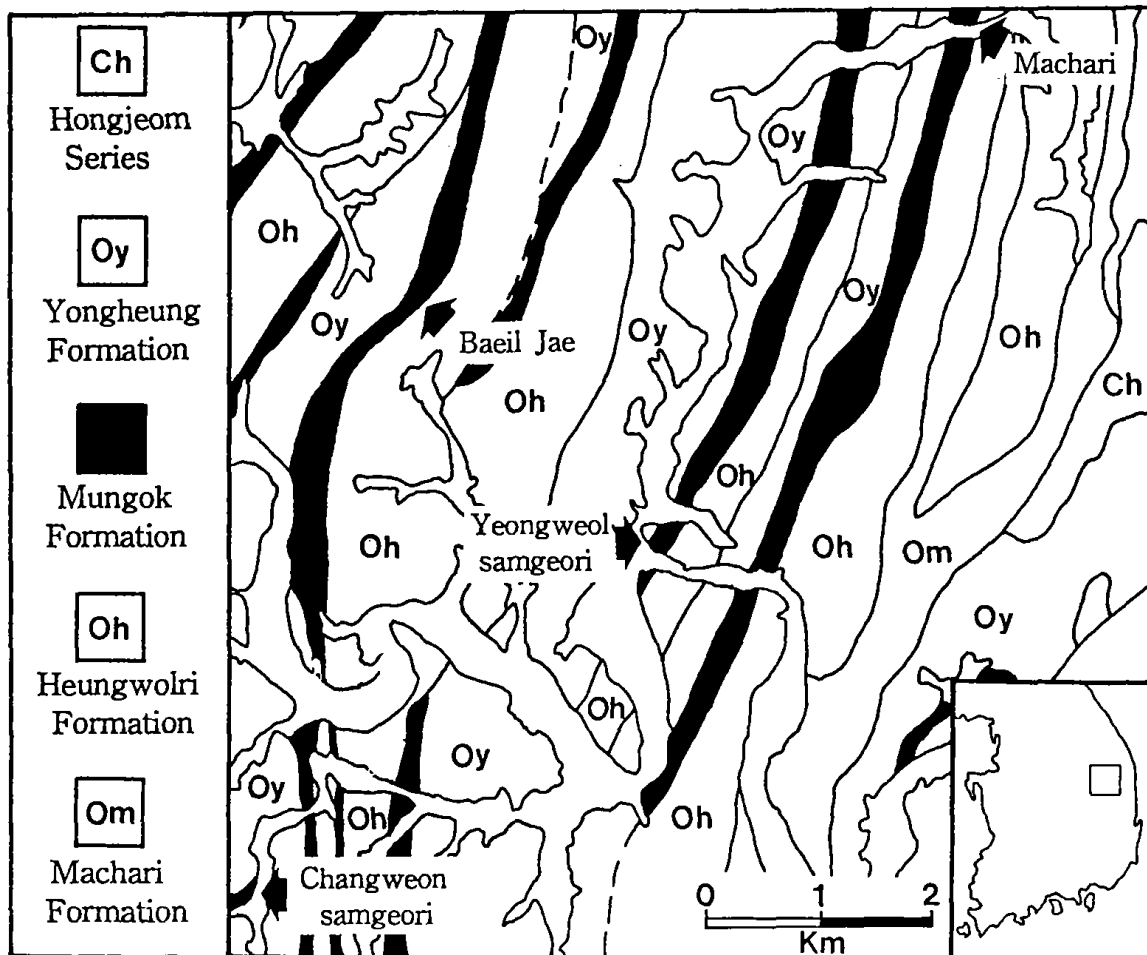 Ch
Hongjeom
Series
Oy
Yongheung
Formation
Mungok
Formation
Oh
Heungwolri
Formation
Om
Machari
Formation
Oy
Machari
Oy
Oh
Oy
Oy
Oy
Oh
Baeil Jae
Oh
Ch
Oh
Yeongweol
samgeori
Oh
Oh
Om
Oy
Oh
Oy
Oy
Oh
Oh
Changweon
samgeori
0
1
2
Km